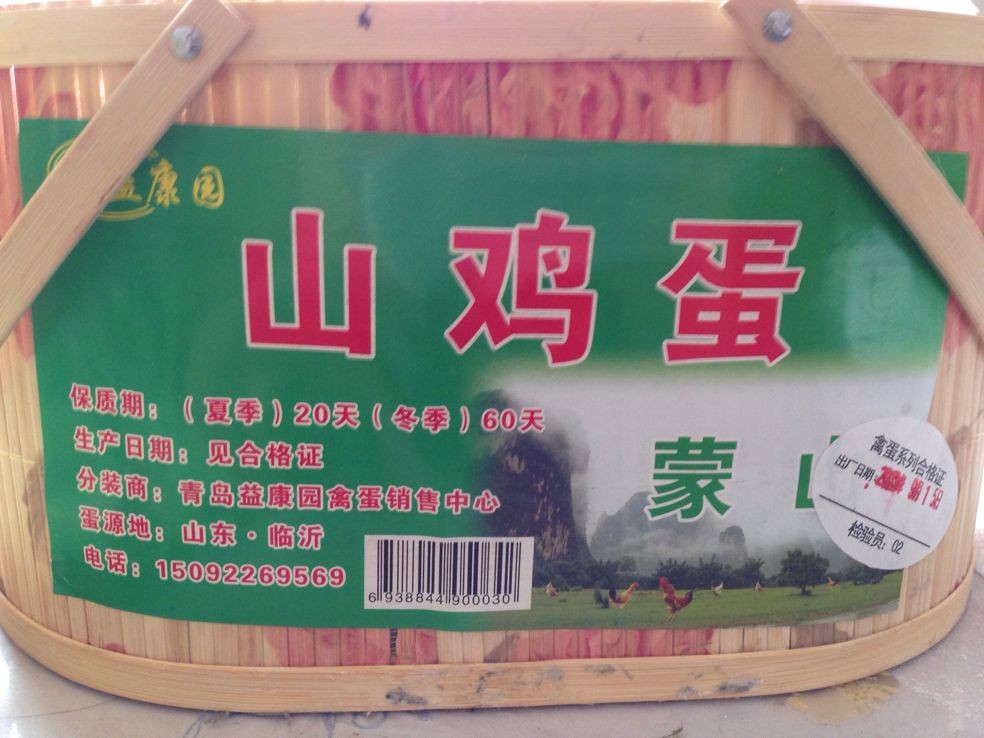 益康园
山鸡蛋
保质期：（夏季）20天（冬季）60天
生产日期：见合格证
分装商：青岛益康园禽蛋销售中心
蛋源地：山东·临沂
电话：15092269569
6 938844 900030
蒙
禽蛋系列合格证
出厂日期：
检验员：02